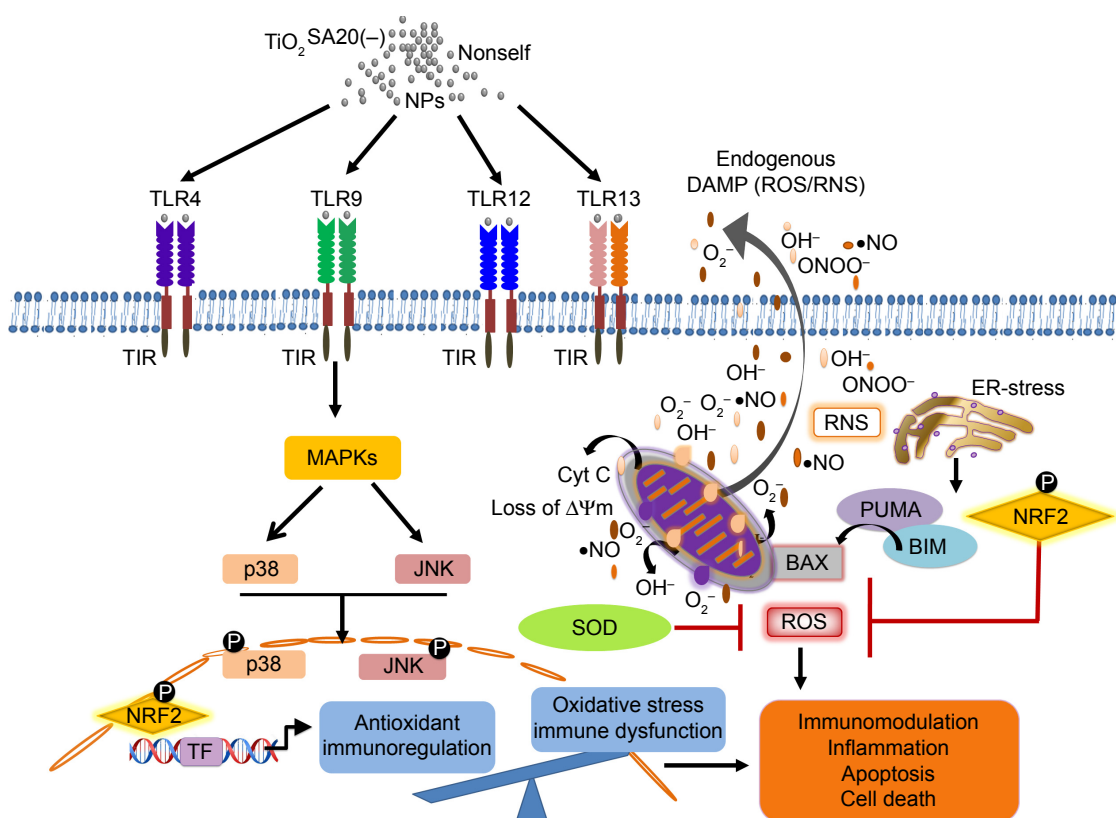 TiO₂SA20(–)
Nonself
NPs
TLR4
TLR9
TLR12
TLR13
Endogenous
DAMP (ROS/RNS)
O₂⁻
OH⁻
•NO
ONOO⁻
TIR
TIR
TIR
TIR
OH⁻
OH⁻
ONOO⁻
ER-stress
O₂⁻
O₂⁻
•NO
RNS
OH⁻
MAPKs
Cyt C
•NO
O₂⁻
Loss of ΔΨm
PUMA
P
NRF2
O₂⁻
•NO
BIM
BAX
p38
JNK
OH⁻
O₂⁻
SOD
ROS
P
p38
JNK
P
P
NRF2
TF
Antioxidant
immunoregulation
Oxidative stress
immune dysfunction
Immunomodulation
Inflammation
Apoptosis
Cell death